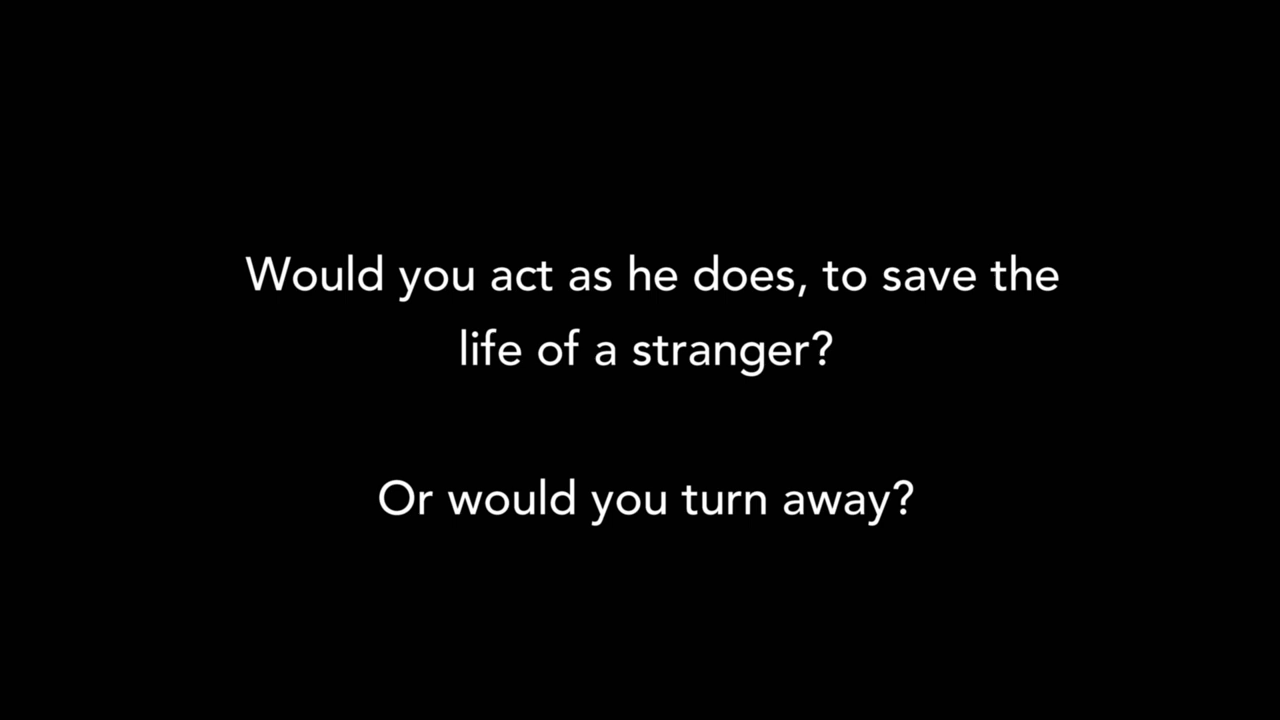 Would you act as he does, to save the
life of a stranger?
Or would you turn away?